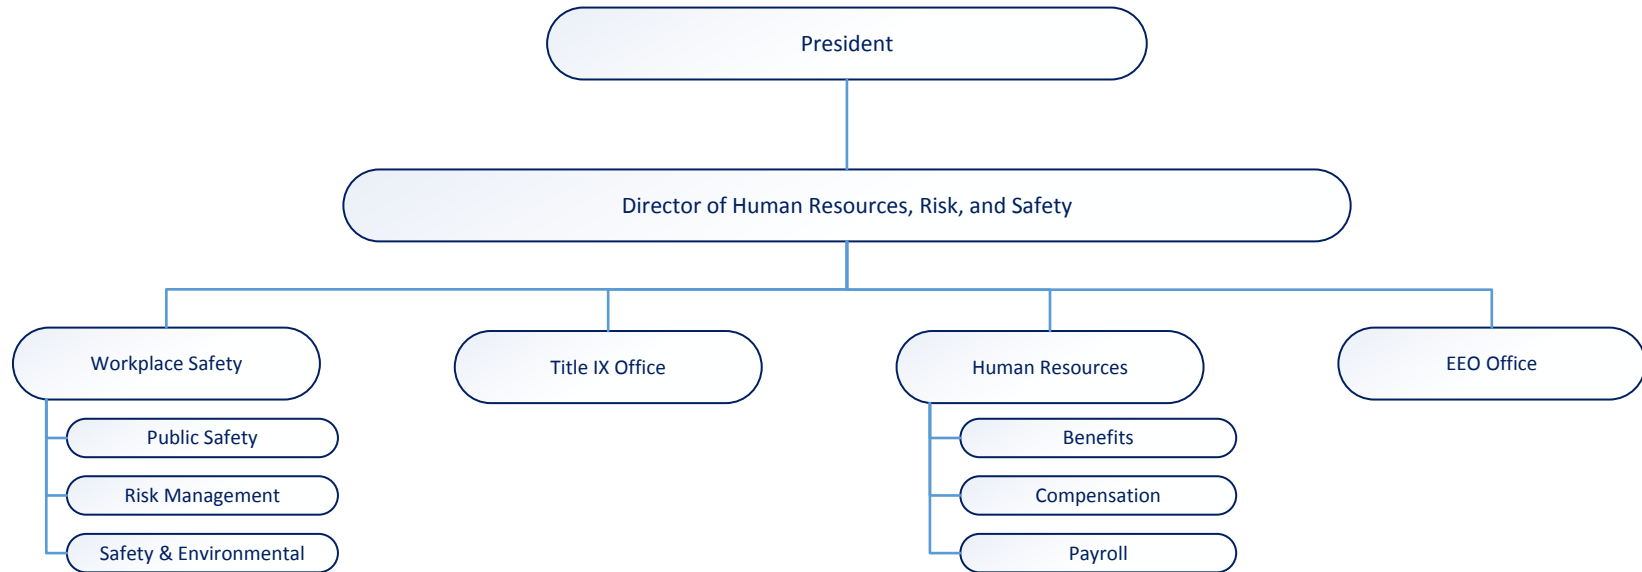 President
Director of Human Resources, Risk, and Safety
Workplace Safety
Title IX Office
Human Resources
EEO Office
Public Safety
Risk Management
Safety & Environmental
Benefits
Compensation
Payroll